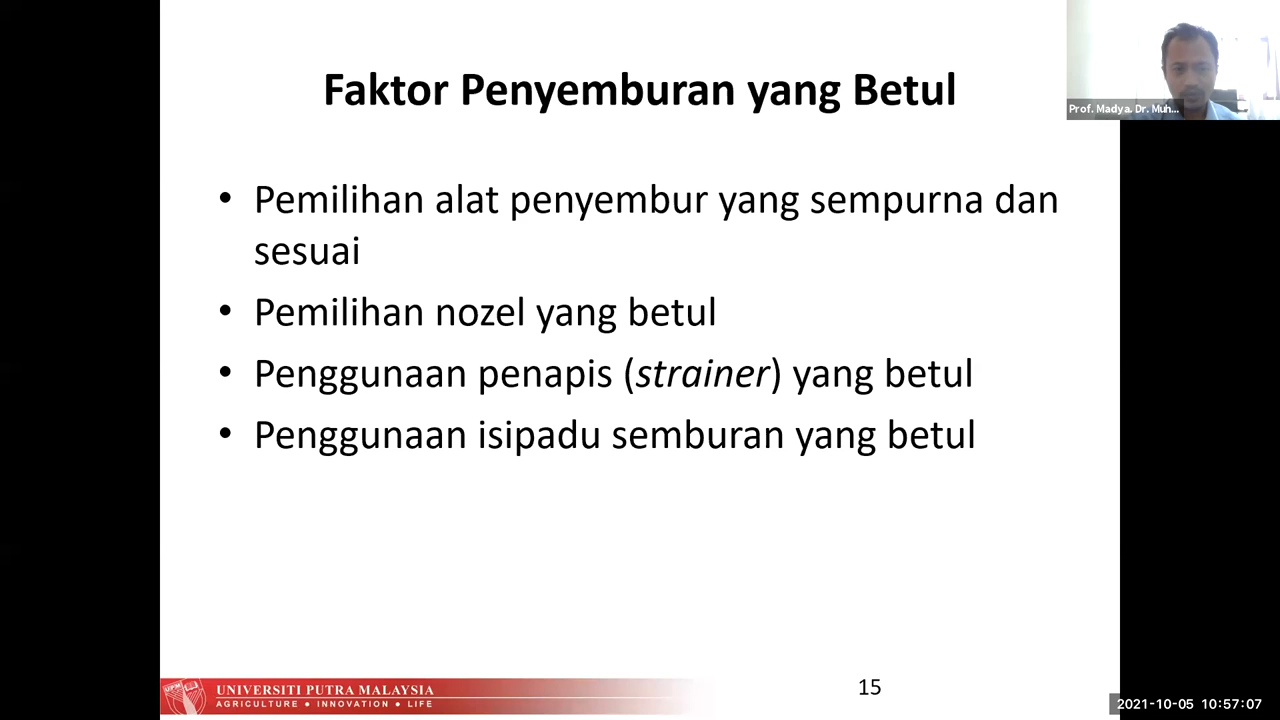 Faktor Penyemburan yang Betul
Prof. Madya. Dr. Muh...
• Pemilihan alat penyembur yang sempurna dan
sesuai
• Pemilihan nozel yang betul
• Penggunaan penapis (strainer) yang betul
• Penggunaan isipadu semburan yang betul
UPM
UNIVERSITI PUTRA MALAYSIA
AGRICULTURE • INNOVATION • LIFE
15
2021-10-05 10:57:07